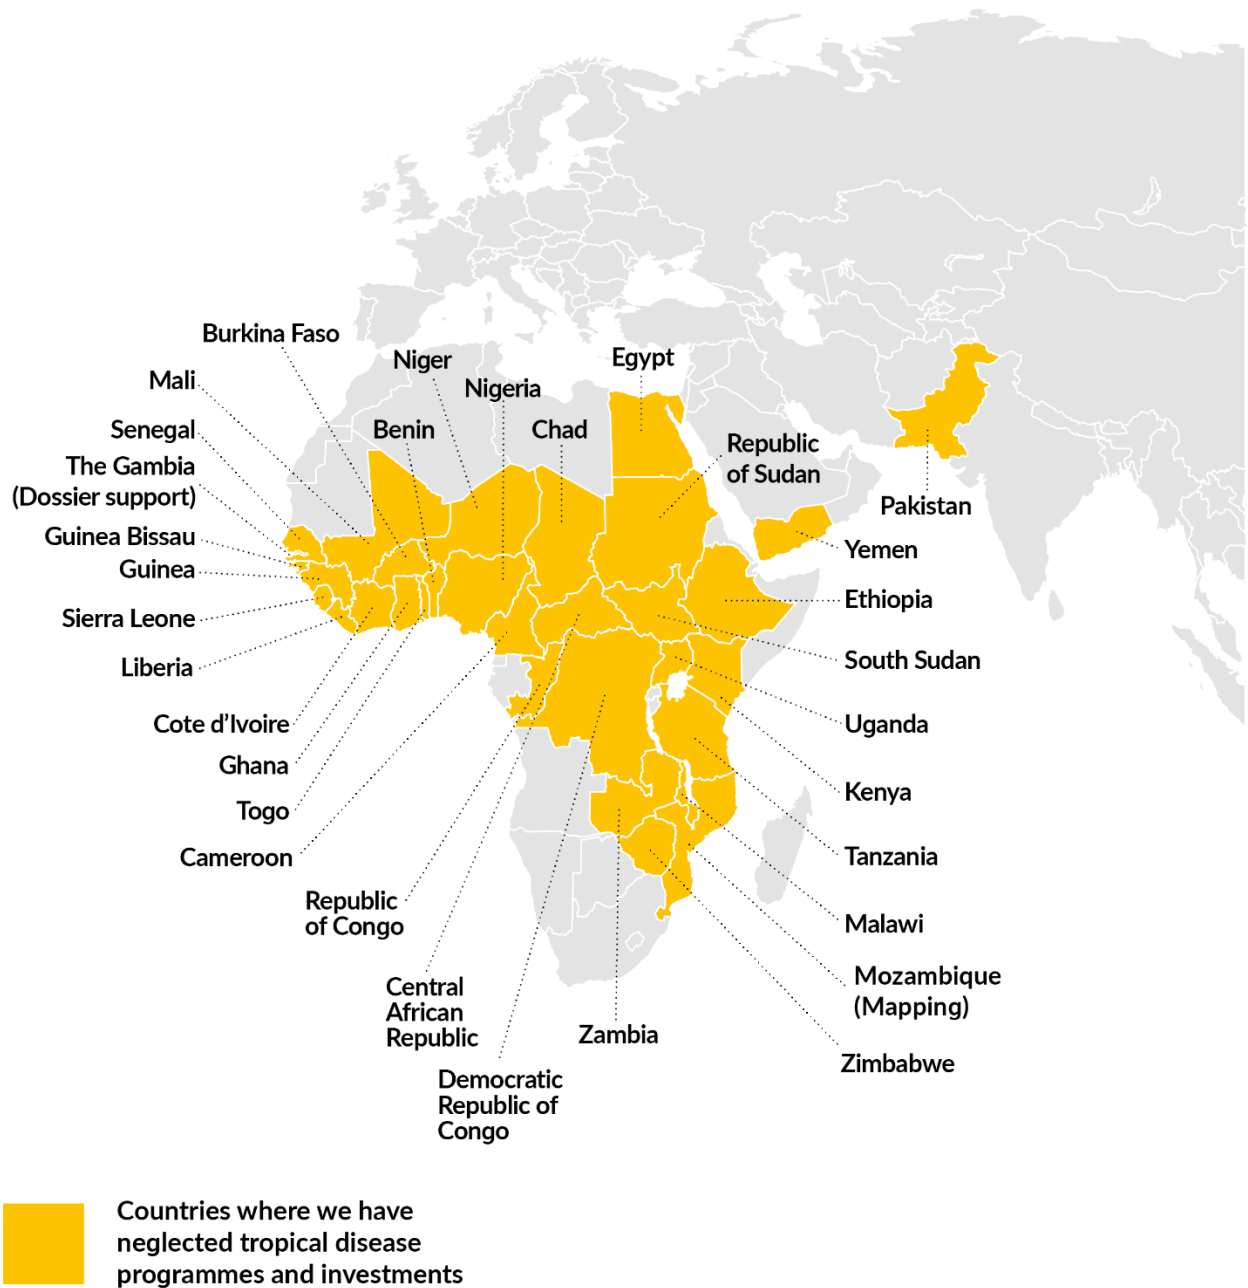 Burkina Faso
Niger
Egypt
Mali
Nigeria
Senegal
Benin
Chad
Republic
of Sudan
The Gambia
(Dossier support)
Pakistan
Guinea Bissau
Yemen
Guinea
Ethiopia
Sierra Leone
Liberia
South Sudan
Cote d’Ivoire
Uganda
Ghana
Kenya
Togo
Cameroon
Tanzania
Republic
of Congo
Malawi
Central
African
Republic
Mozambique
(Mapping)
Zambia
Zimbabwe
Democratic
Republic of
Congo
Countries where we have
neglected tropical disease
programmes and investments